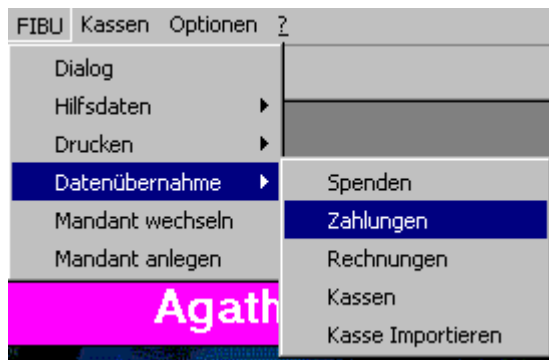 FIBU Kassen Optionen ?
Dialog
Hilfsdaten
Drucken
Datenübernahme
Mandant wechseln
Mandant anlegen
Spenden
Zahlungen
Rechnungen
Kassen
Kasse Importieren
Agath